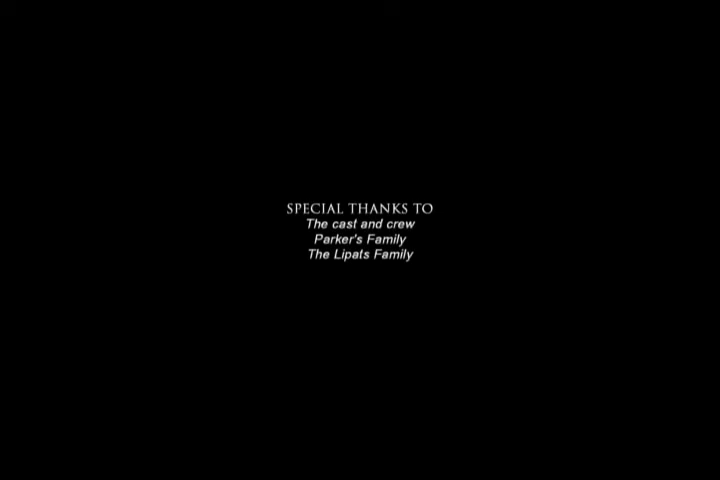 SPECIAL THANKS TO
The cast and crew
Parker's Family
The Lipats Family